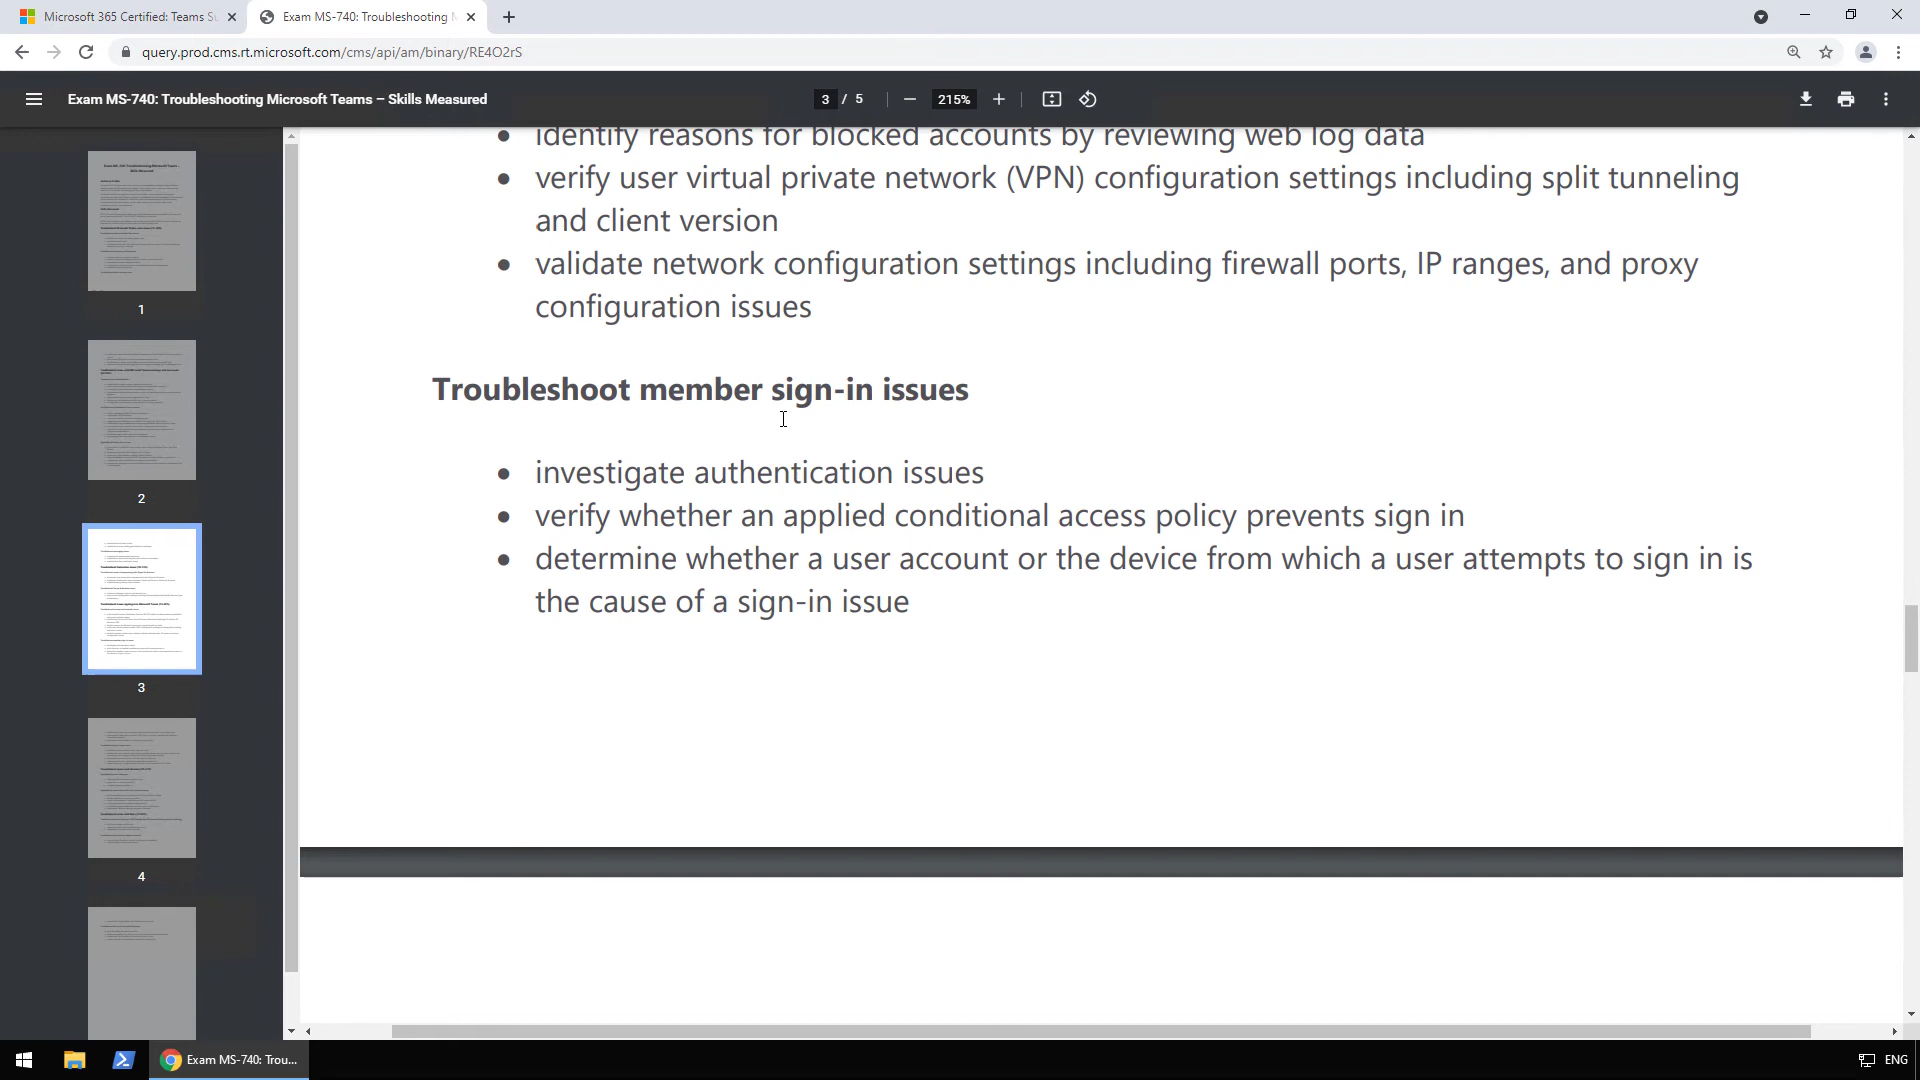 Microsoft 365 Certified: Teams Su
Exam MS-740: Troubleshooting M
query.prod.cms.rt.microsoft.com/cms/api/am/binary/RE4O2rS
Exam MS-740: Troubleshooting Microsoft Teams – Skills Measured
3 / 5
215%
1
2
3
4
• identify reasons for blocked accounts by reviewing web log data
• verify user virtual private network (VPN) configuration settings including split tunneling
and client version
• validate network configuration settings including firewall ports, IP ranges, and proxy
configuration issues
Troubleshoot member sign-in issues
• investigate authentication issues
• verify whether an applied conditional access policy prevents sign in
• determine whether a user account or the device from which a user attempts to sign in is
the cause of a sign-in issue
Exam MS-740: Trou...
ENG